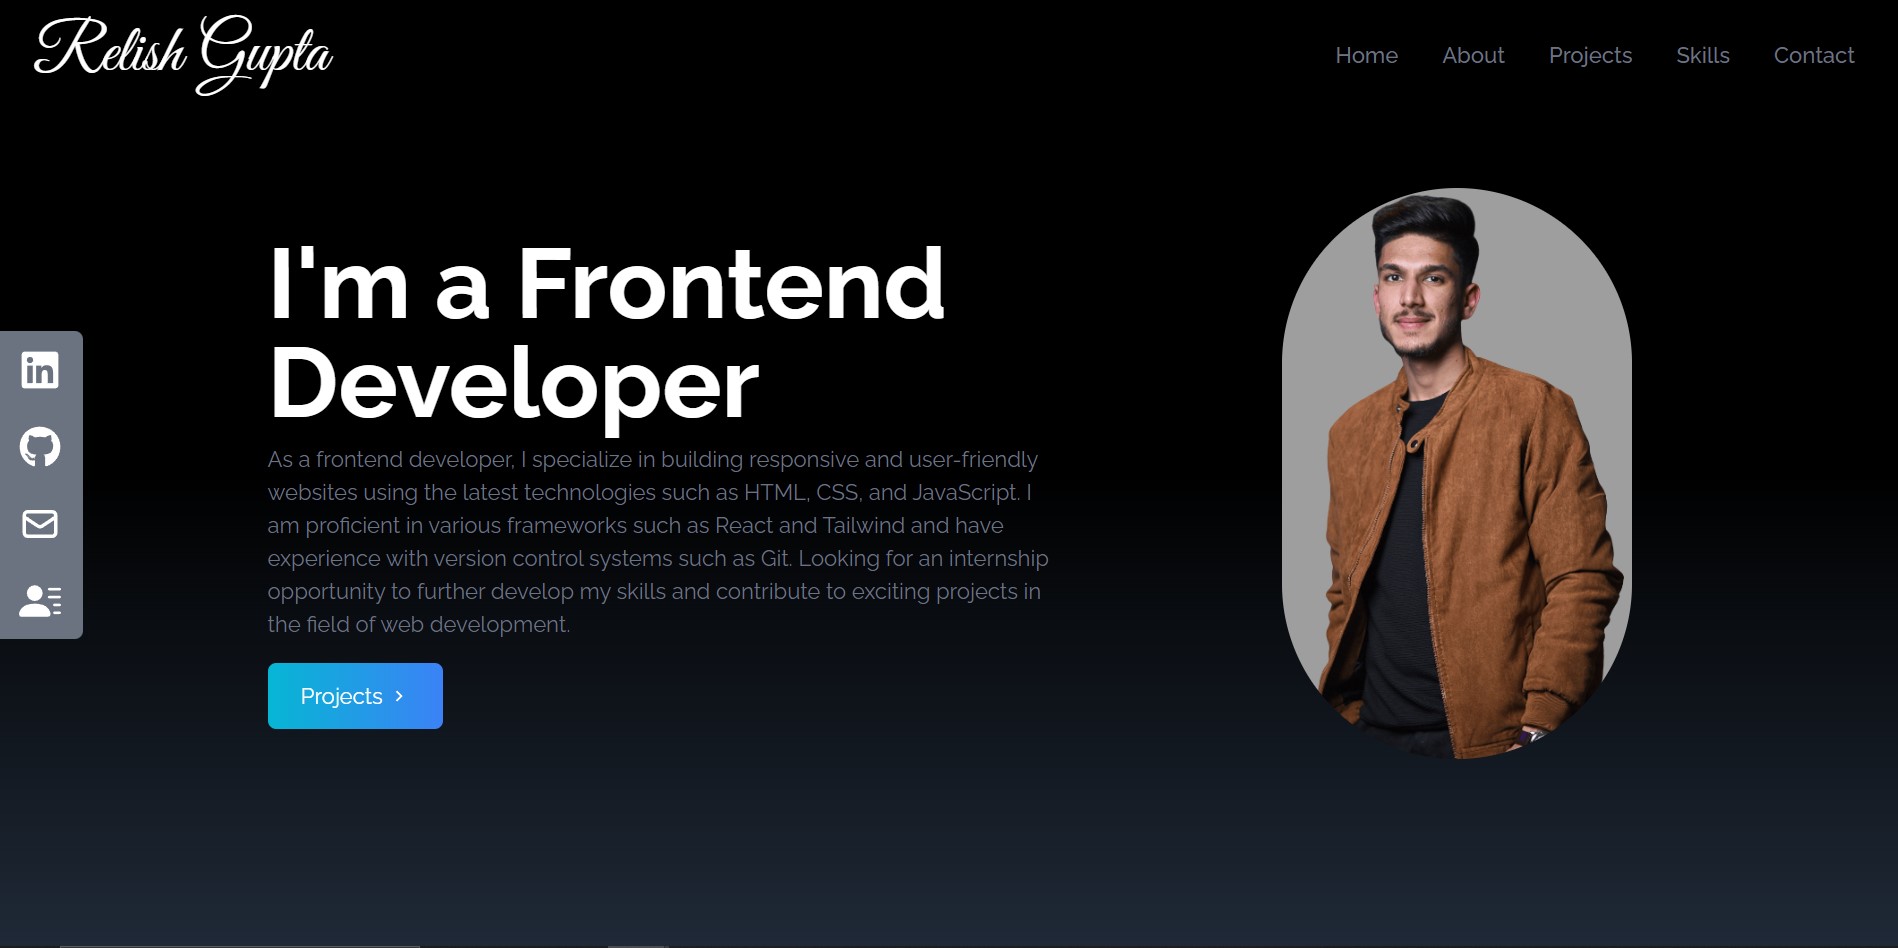 Relish Gupta
Home
About
Projects
Skills
Contact
I'm a Frontend
Developer
As a frontend developer, I specialize in building responsive and user-friendly
websites using the latest technologies such as HTML, CSS, and JavaScript. I
am proficient in various frameworks such as React and Tailwind and have
experience with version control systems such as Git. Looking for an internship
opportunity to further develop my skills and contribute to exciting projects in
the field of web development.
Projects
in